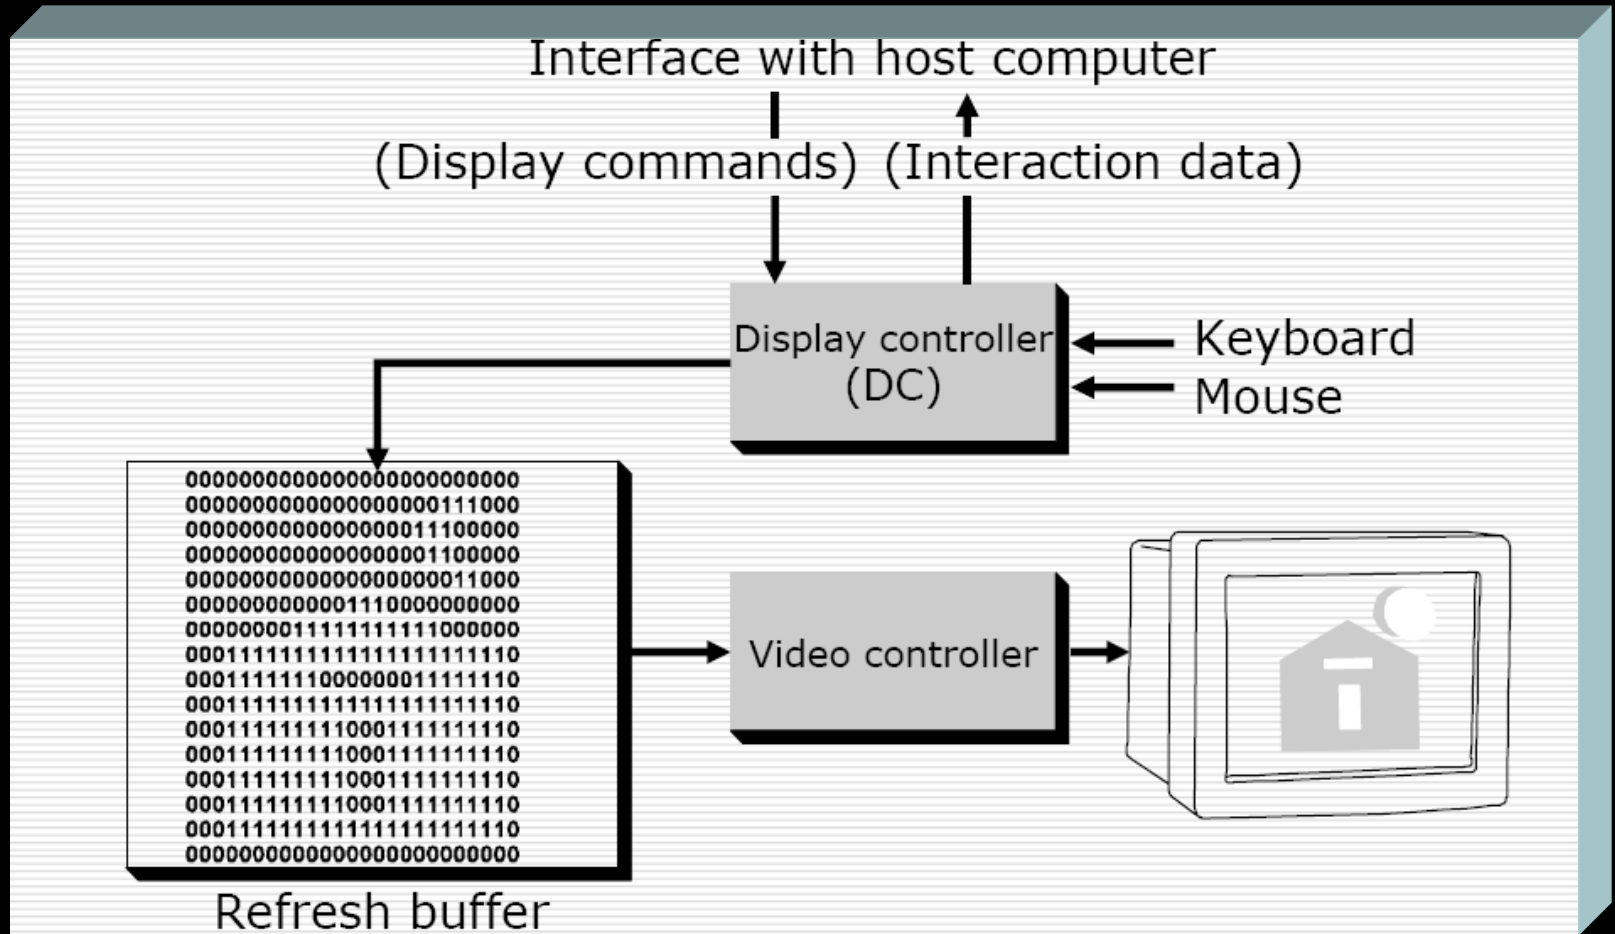 Interface with host computer
(Display commands) (Interaction data)
Display controller
(DC)
Keyboard
Mouse
0000000000000000000000000
0000000000000000000111000
0000000000000000011100000
0000000000000000001100000
0000000000000000000011000
0000000000001110000000000
0000000011111111111000000
0001111111111111111111110
0001111111000000011111110
0001111111111111111111110
0001111111110001111111110
0001111111110001111111110
0001111111110001111111110
0001111111110001111111110
0001111111111111111111110
0000000000000000000000000
Video controller
Refresh buffer